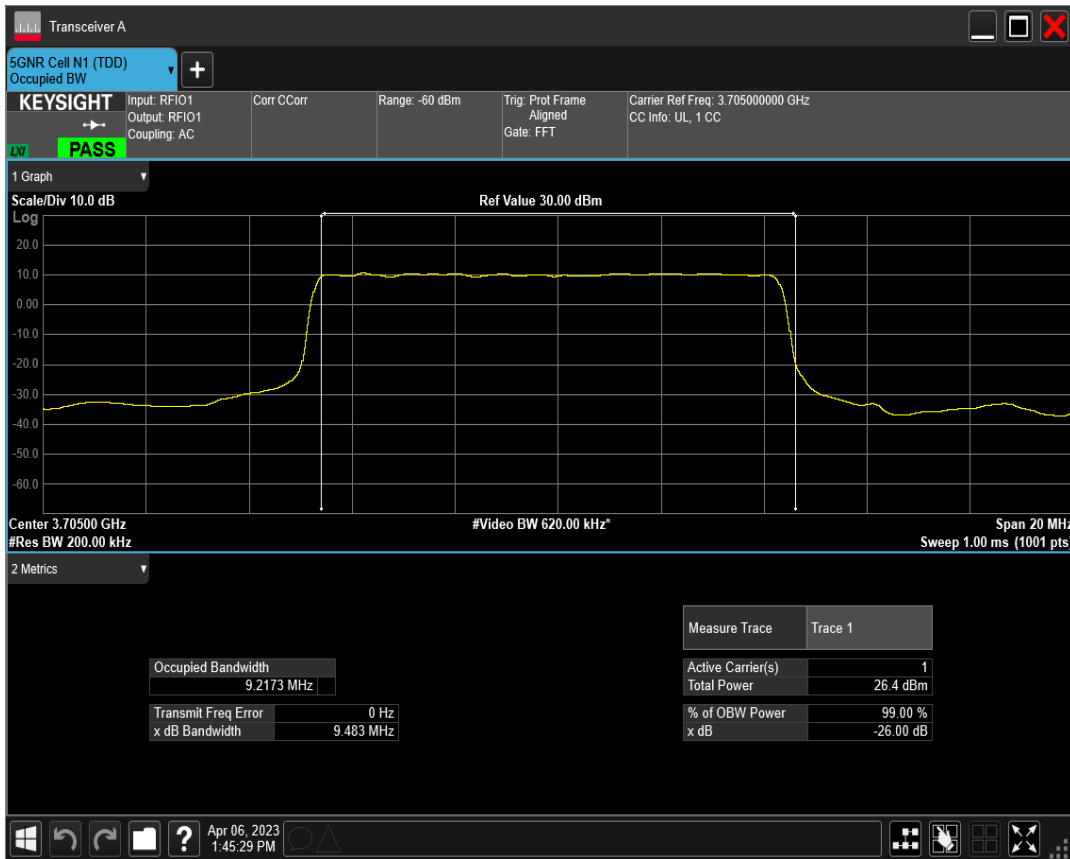 Transceiver A
5GNR Cell N1 (TDD)
Occupied BW
+
KEYSIGHT
LXI
PASS
Input: RFIO1
Output: RFIO1
Coupling: AC
Corr CCorr
Range: -60 dBm
Trig: Prot Frame
Aligned
Gate: FFT
Carrier Ref Freq: 3.705000000 GHz
CC Info: UL, 1 CC
1 Graph
Scale/Div 10.0 dB
Ref Value 30.00 dBm
Log
20.0
10.0
0.00
-10.0
-20.0
-30.0
-40.0
-50.0
-60.0
Center 3.70500 GHz
#Video BW 620.00 kHz*
Span 20 MHz
#Res BW 200.00 kHz
Sweep 1.00 ms (1001 pts)
2 Metrics
Measure Trace Trace 1
Occupied Bandwidth
9.2173 MHz
Active Carrier(s) 1
Total Power 26.4 dBm
Transmit Freq Error 0 Hz
x dB Bandwidth 9.483 MHz
% of OBW Power 99.00 %
x dB -26.00 dB
?
Apr 06, 2023
1:45:29 PM